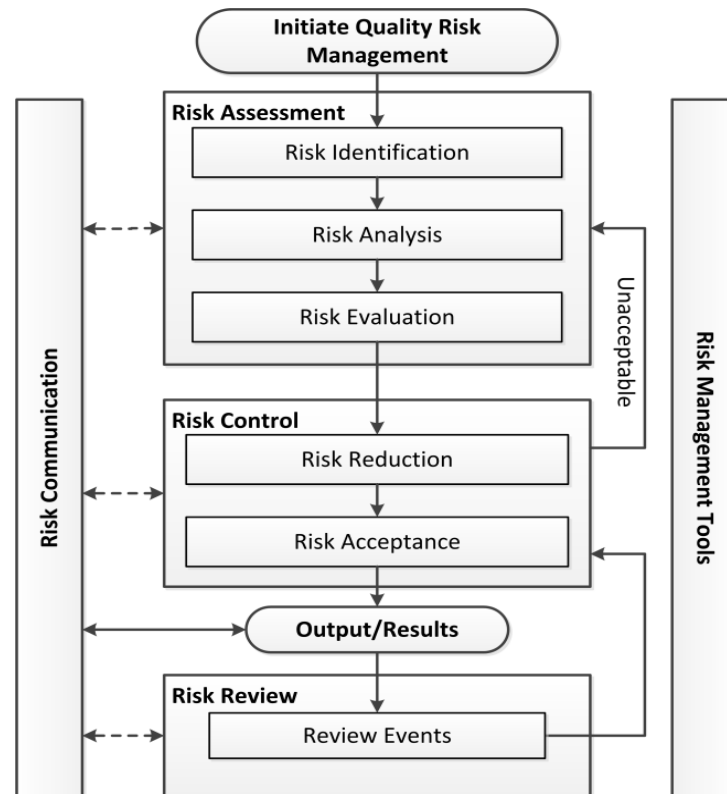 Initiate Quality Risk
Management
Risk Assessment
Risk Identification
Risk Analysis
Risk Evaluation
Unacceptable
Risk Control
Risk Reduction
Risk Acceptance
Output/Results
Risk Review
Review Events
Risk Communication
Risk Management Tools